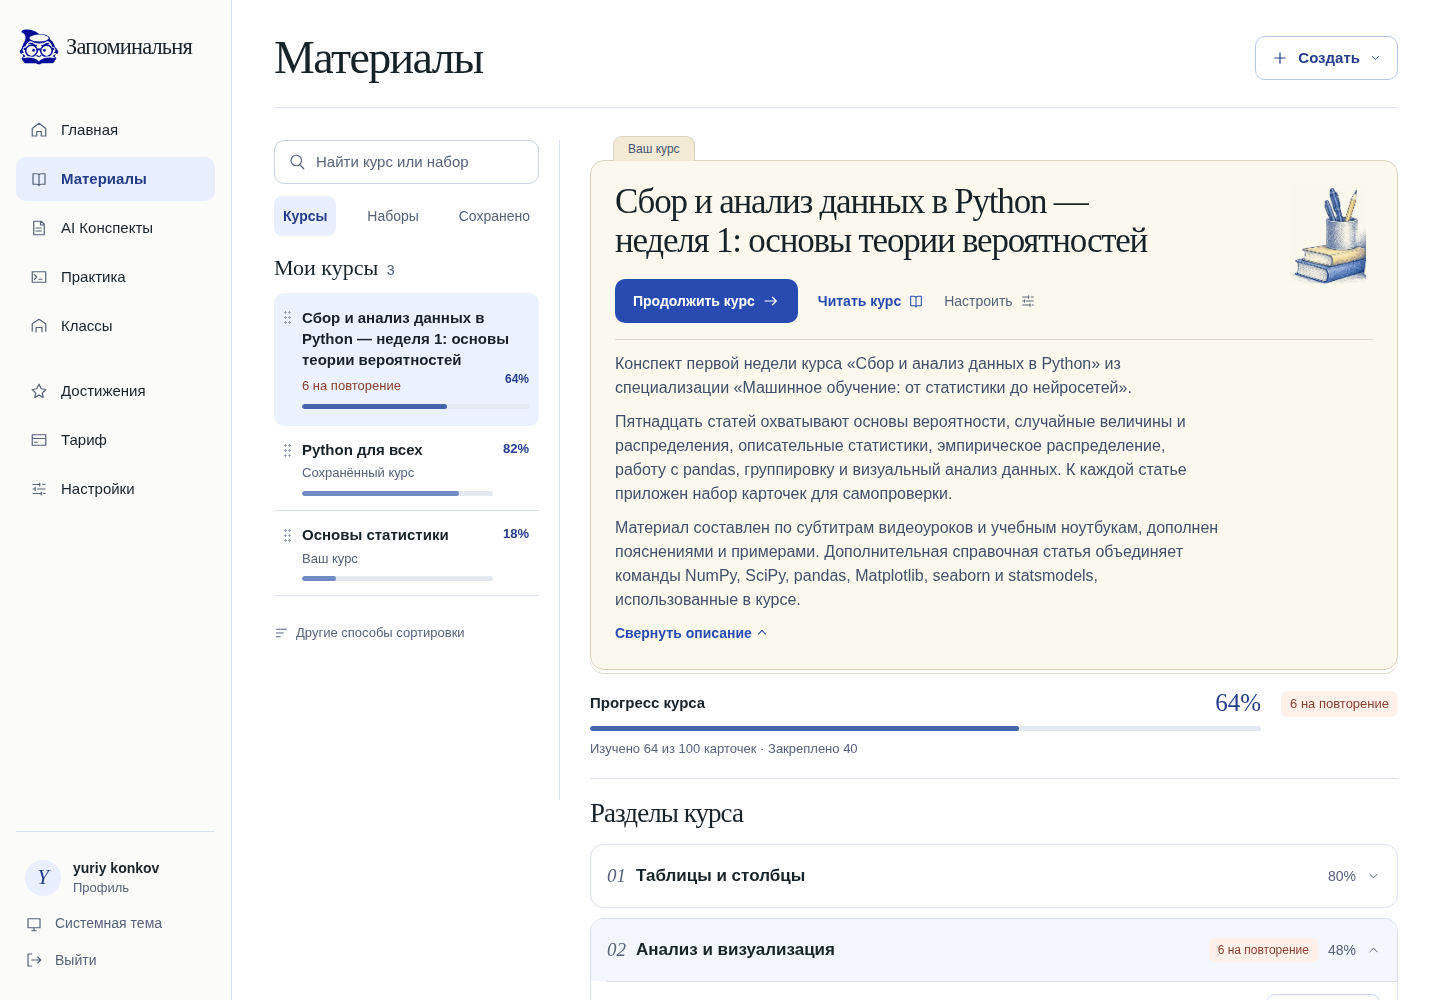 Запоминальня
Главная
Материалы
AI Конспекты
Практика
Классы
Достижения
Тариф
Настройки
Y
yuriy konkov
Профиль
Системная тема
Выйти
Материалы
Создать
Найти курс или набор
Курсы
Наборы
Сохранено
Мои курсы 3
Сбор и анализ данных в
Python — неделя 1: основы
теории вероятностей
6 на повторение
64%
Python для всех
82%
Сохранённый курс
Основы статистики
18%
Ваш курс
Другие способы сортировки
Ваш курс
Сбор и анализ данных в Python —
неделя 1: основы теории вероятностей
Продолжить курс
Читать курс
Настроить
Конспект первой недели курса «Сбор и анализ данных в Python» из
специализации «Машинное обучение: от статистики до нейросетей».
Пятнадцать статей охватывают основы вероятности, случайные величины и
распределения, описательные статистики, эмпирическое распределение,
работу с pandas, группировку и визуальный анализ данных. К каждой статье
приложен набор карточек для самопроверки.
Материал составлен по субтитрам видеоуроков и учебным ноутбукам, дополнен
пояснениями и примерами. Дополнительная справочная статья объединяет
команды NumPy, SciPy, pandas, Matplotlib, seaborn и statsmodels,
использованные в курсе.
Свернуть описание
Прогресс курса
64%
6 на повторение
Изучено 64 из 100 карточек · Закреплено 40
Разделы курса
01 Таблицы и столбцы
80%
02 Анализ и визуализация
6 на повторение
48%